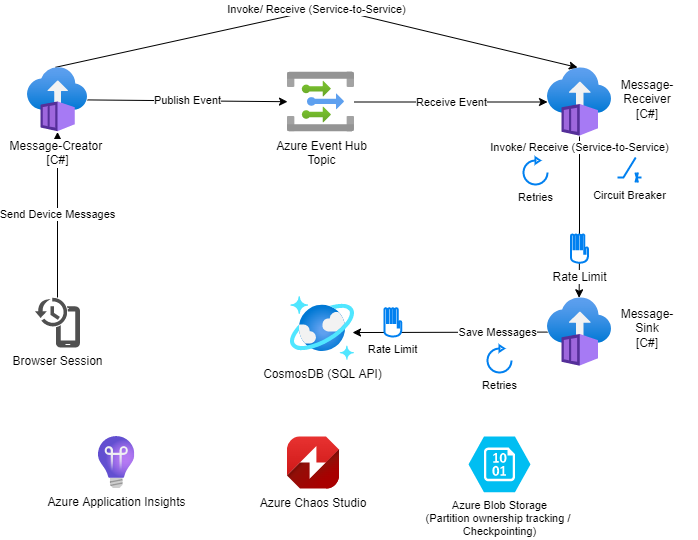 Invoke/ Receive (Service-to-Service)
Publish Event
Receive Event
Message-Creator
[C#]
Azure Event Hub
Topic
Message-
Receiver
[C#]
Invoke/ Receive (Service-to-Service)
Retries
Circuit Breaker
Send Device Messages
Rate Limit
Browser Session
Rate Limit
Save Messages
Message-
Sink
[C#]
CosmosDB (SQL API)
Retries
Azure Application Insights
Azure Chaos Studio
10
01
Azure Blob Storage
(Partition ownership tracking /
Checkpointing)